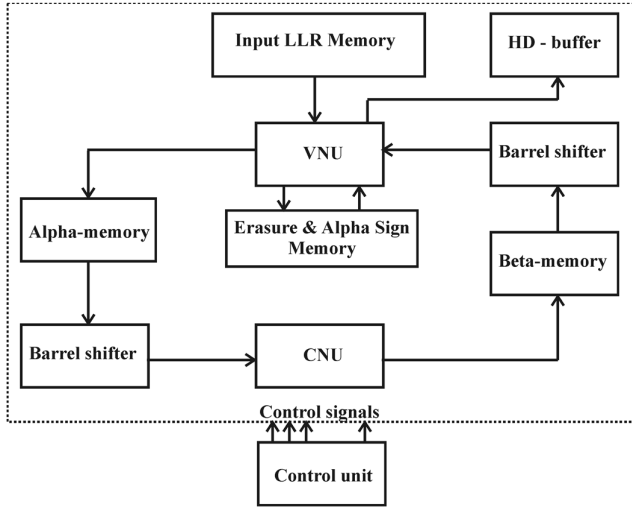 Input LLR Memory
HD - buffer
VNU
Barrel shifter
Alpha-memory
Erasure & Alpha Sign
Memory
Beta-memory
Barrel shifter
CNU
Control signals
Control unit